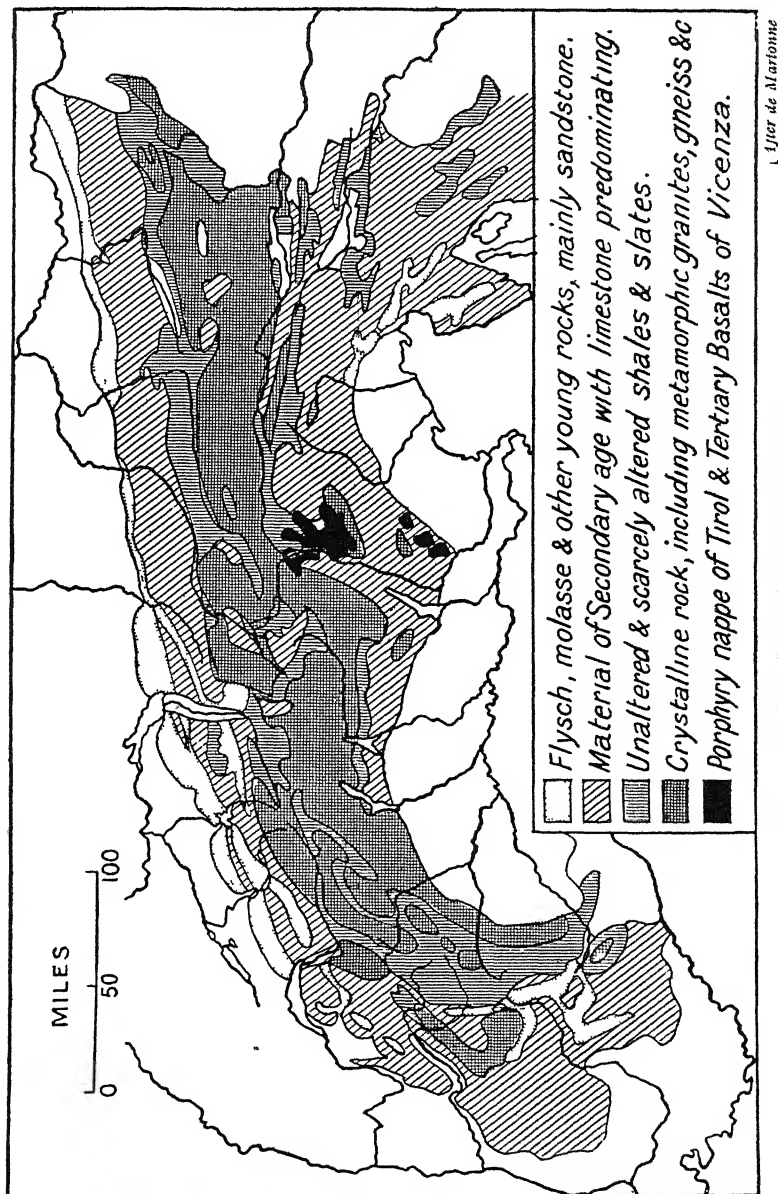 MILES
0 50 100
Flysch, molasse & other young rocks, mainly sandstone.
Material of Secondary age with limestone predominating.
Unaltered & scarcely altered shales & slates.
Crystalline rock, including metamorphic granites, gneiss &c
Porphyry nappe of Tirol & Tertiary Basalts of Vicenza.
de Martonne